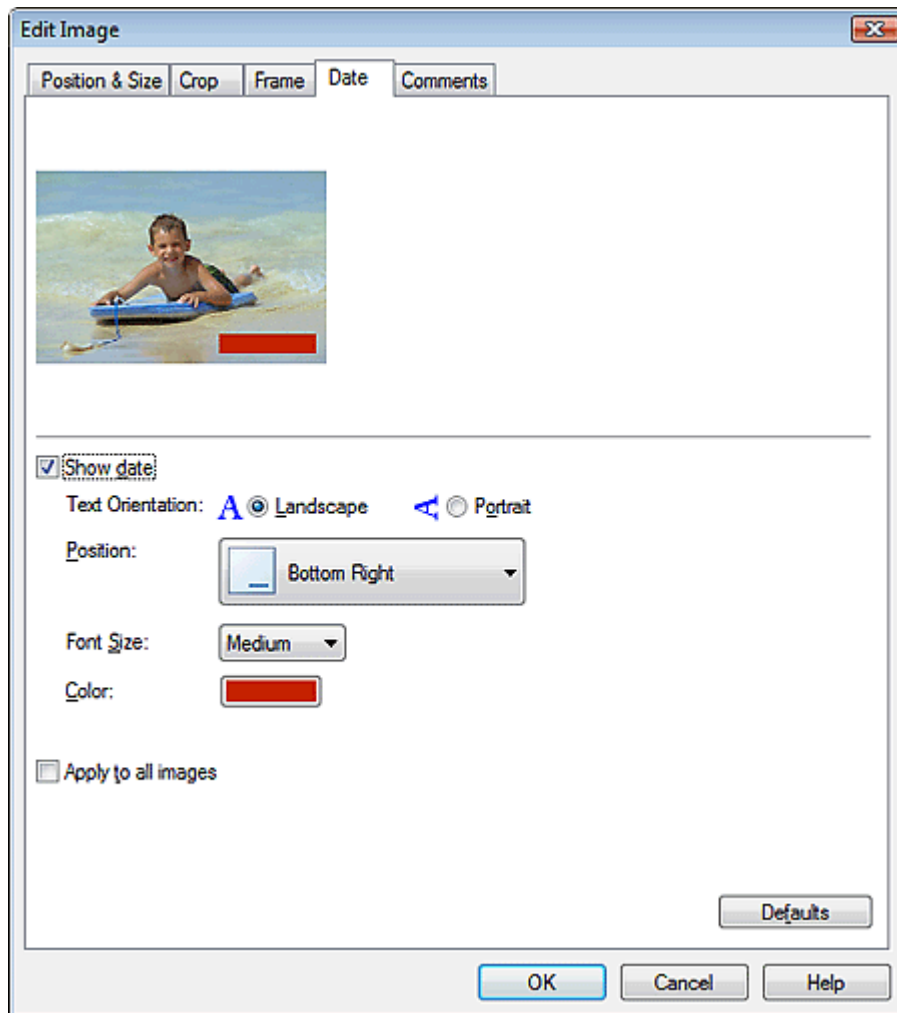 Edit Image
Position & Size Crop Frame Date Comments
Show date
Text Orientation: A Landscape A Portrait
Position: Bottom Right
Font Size: Medium
Color:
Apply to all images
Defaults
OK Cancel Help